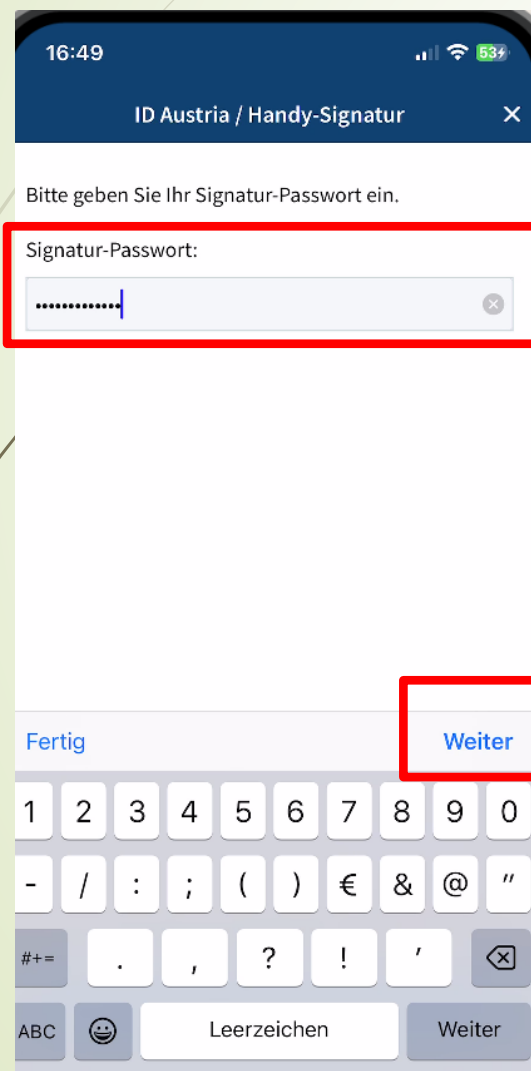 16:49 53
ID Austria / Handy-Signatur ×
Bitte geben Sie Ihr Signatur-Passwort ein.
Signatur-Passwort:
•••••••••••••
Fertig Weiter
1 2 3 4 5 6 7 8 9 0
- / : ; ( ) € & @ "
#+= . , ? ! '
ABC Leerzeichen Weiter